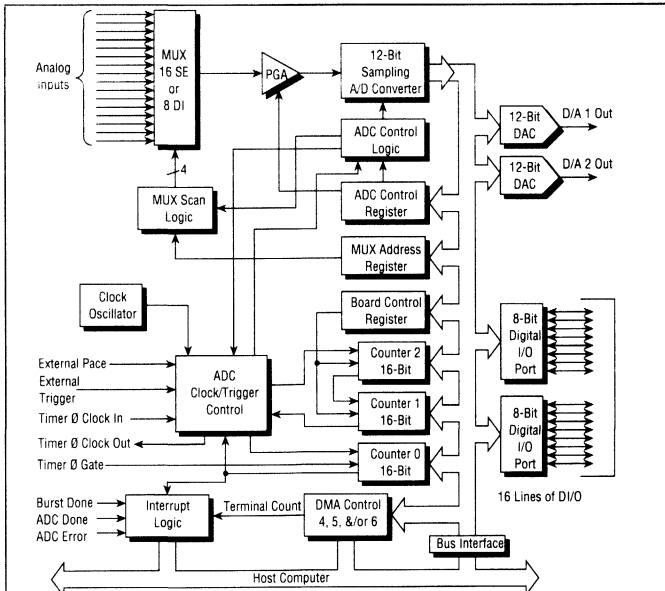 Analog
Inputs
MUX
16 SE
or
8 DI
PGA
12-Bit
Sampling
A/D Converter
12-Bit
DAC
D/A 1 Out
12-Bit
DAC
D/A 2 Out
ADC Control
Logic
4
MUX Scan
Logic
ADC Control
Register
MUX Address
Register
Clock
Oscillator
Board Control
Register
8-Bit
Digital
I/O
Port
External Pace
External
Trigger
Timer Ø Clock In
Timer Ø Clock Out
Timer Ø Gate
ADC
Clock/Trigger
Control
Counter 2
16-Bit
Counter 1
16-Bit
Counter 0
16-Bit
8-Bit
Digital
I/O
Port
16 Lines of DI/O
Burst Done
ADC Done
ADC Error
Interrupt
Logic
Terminal Count
DMA Control
4, 5, &/or 6
Bus Interface
Host Computer